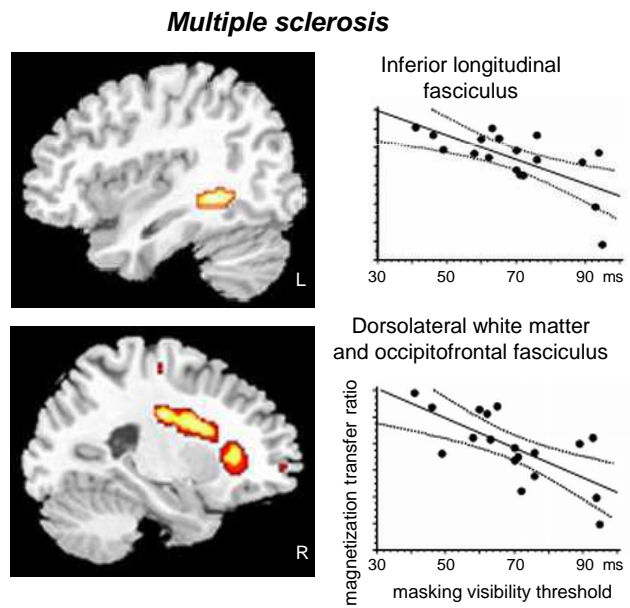 Multiple sclerosis
Inferior longitudinal
fasciculus
L
30 50 70 90 ms
Dorsolateral white matter
and occipitofrontal fasciculus
R
magnetization transfer ratio
30 50 70 90 ms
masking visibility threshold